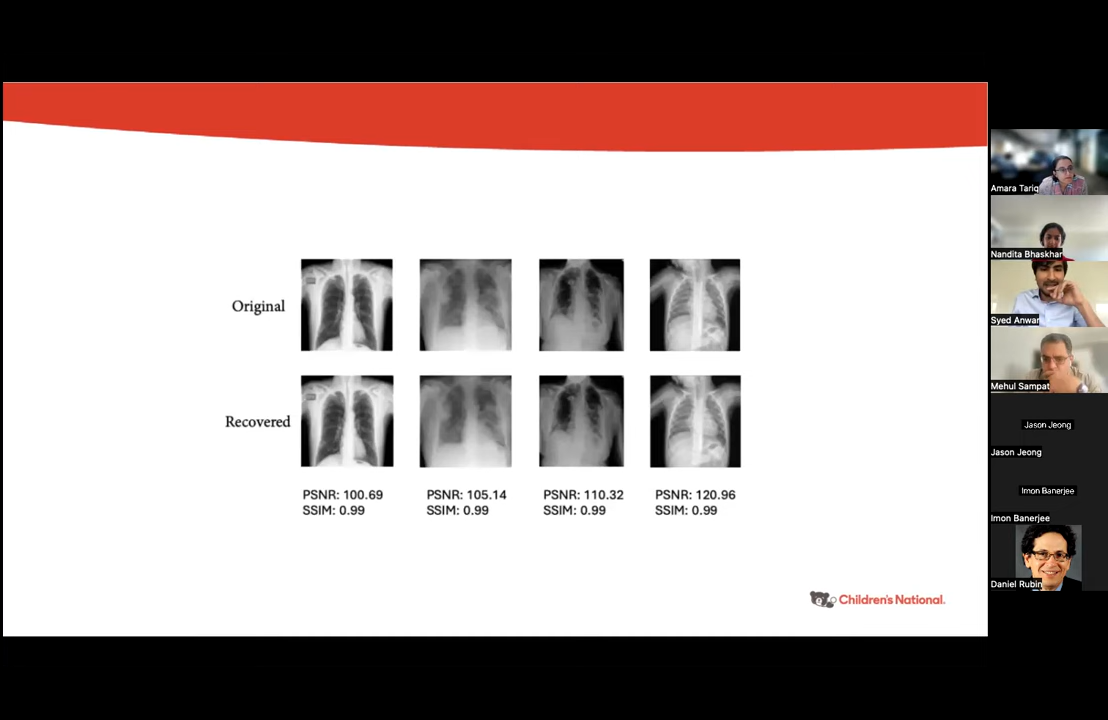 Original
Recovered
PSNR: 100.69
SSIM: 0.99
PSNR: 105.14
SSIM: 0.99
PSNR: 110.32
SSIM: 0.99
PSNR: 120.96
SSIM: 0.99
Children's National.
Amara Tariq
Nandita Bhaskhar
Syed Anwar
Mehul Sampat
Jason Jeong
Jason Jeong
Imon Banerjee
Imon Banerjee
Daniel Rubin